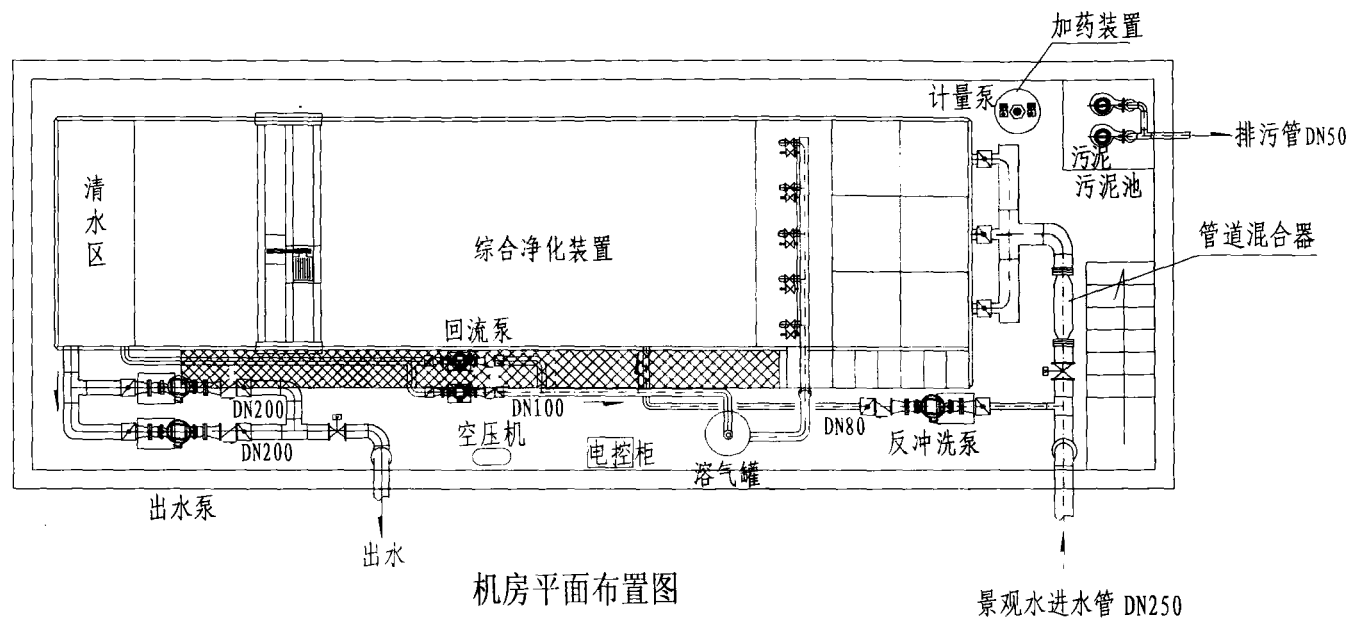 加药装置
计量泵
排污管DN50
污泥
污泥池
清水区
综合净化装置
管道混合器
回流泵
DN200
DN100
DN80
DN200
空压机
电控柜
溶气罐
反冲洗泵
出水泵
出水
机房平面布置图
景观水进水管 DN250